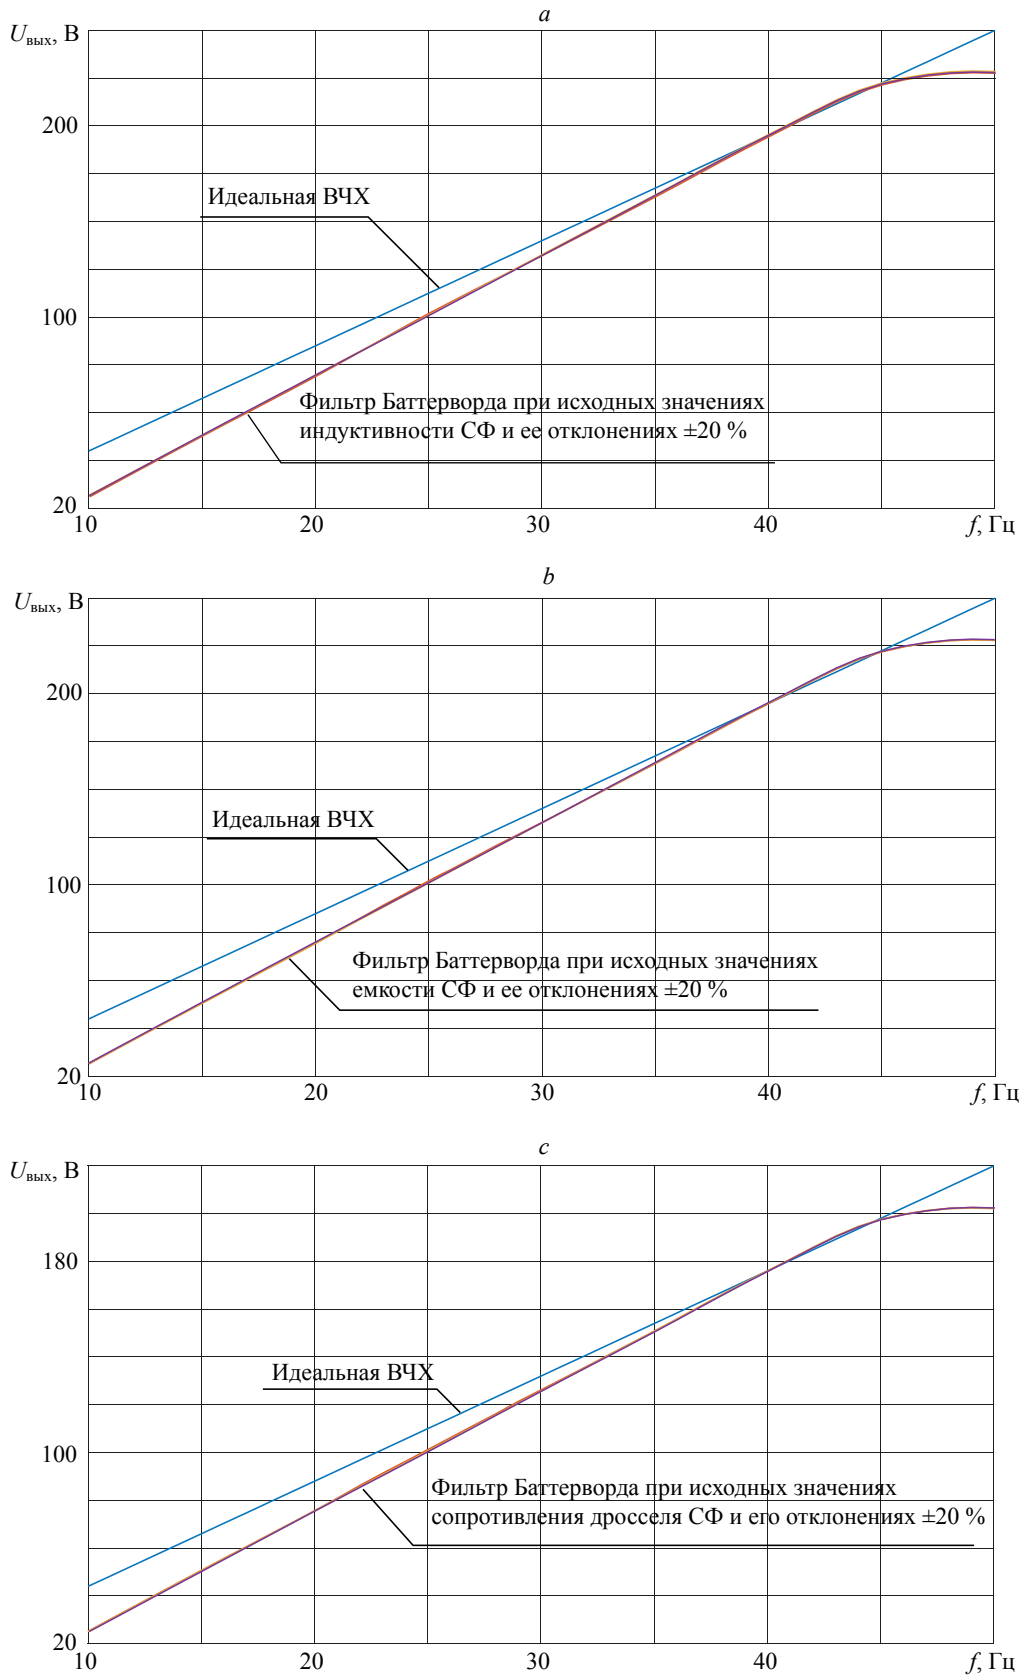 a
Uвых, В
200
Идеальная ВЧХ
100
Фильтр Баттерворда при исходных значениях
индуктивности СФ и ее отклонениях ±20 %
20
10 20 30 40 f, Гц
b
Uвых, В
200
Идеальная ВЧХ
100
Фильтр Баттерворда при исходных значениях
емкости СФ и ее отклонениях ±20 %
20
10 20 30 40 f, Гц
c
Uвых, В
180
Идеальная ВЧХ
100
Фильтр Баттерворда при исходных значениях
сопротивления дросселя СФ и его отклонениях ±20 %
20
10 20 30 40 f, Гц